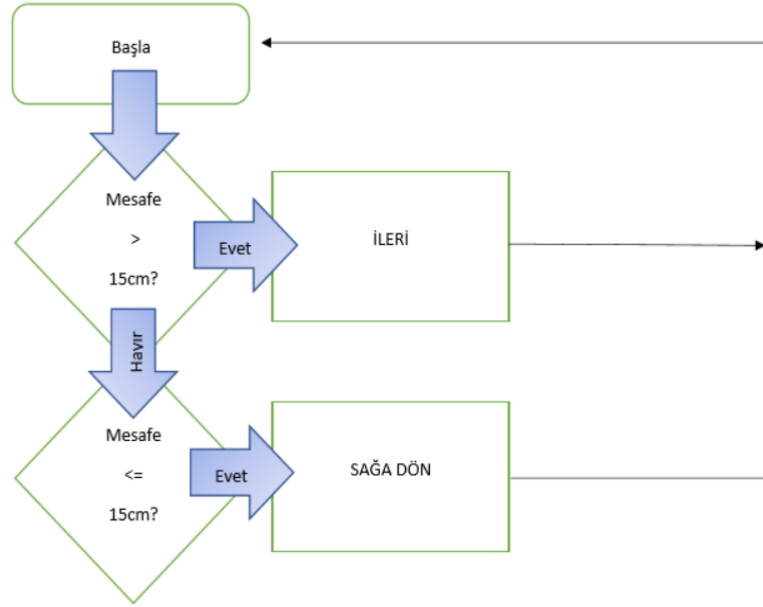 Başla
Mesafe
>
15cm?
Evet
İLERİ
Hayır
Mesafe
<=
15cm?
Evet
SAĞA DÖN